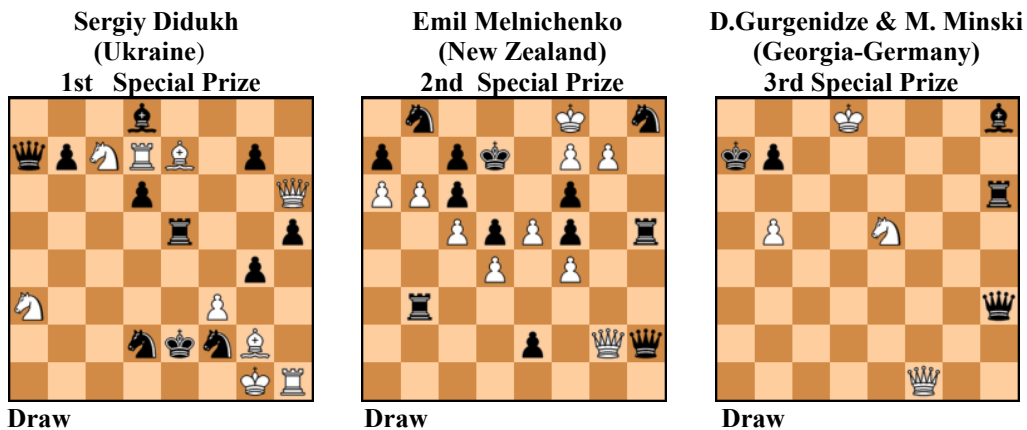 Sergiy Didukh
(Ukraine)
1st Special Prize
Draw
Emil Melnichenko
(New Zealand)
2nd Special Prize
Draw
D.Gurgenidze & M. Minski
(Georgia-Germany)
3rd Special Prize
Draw